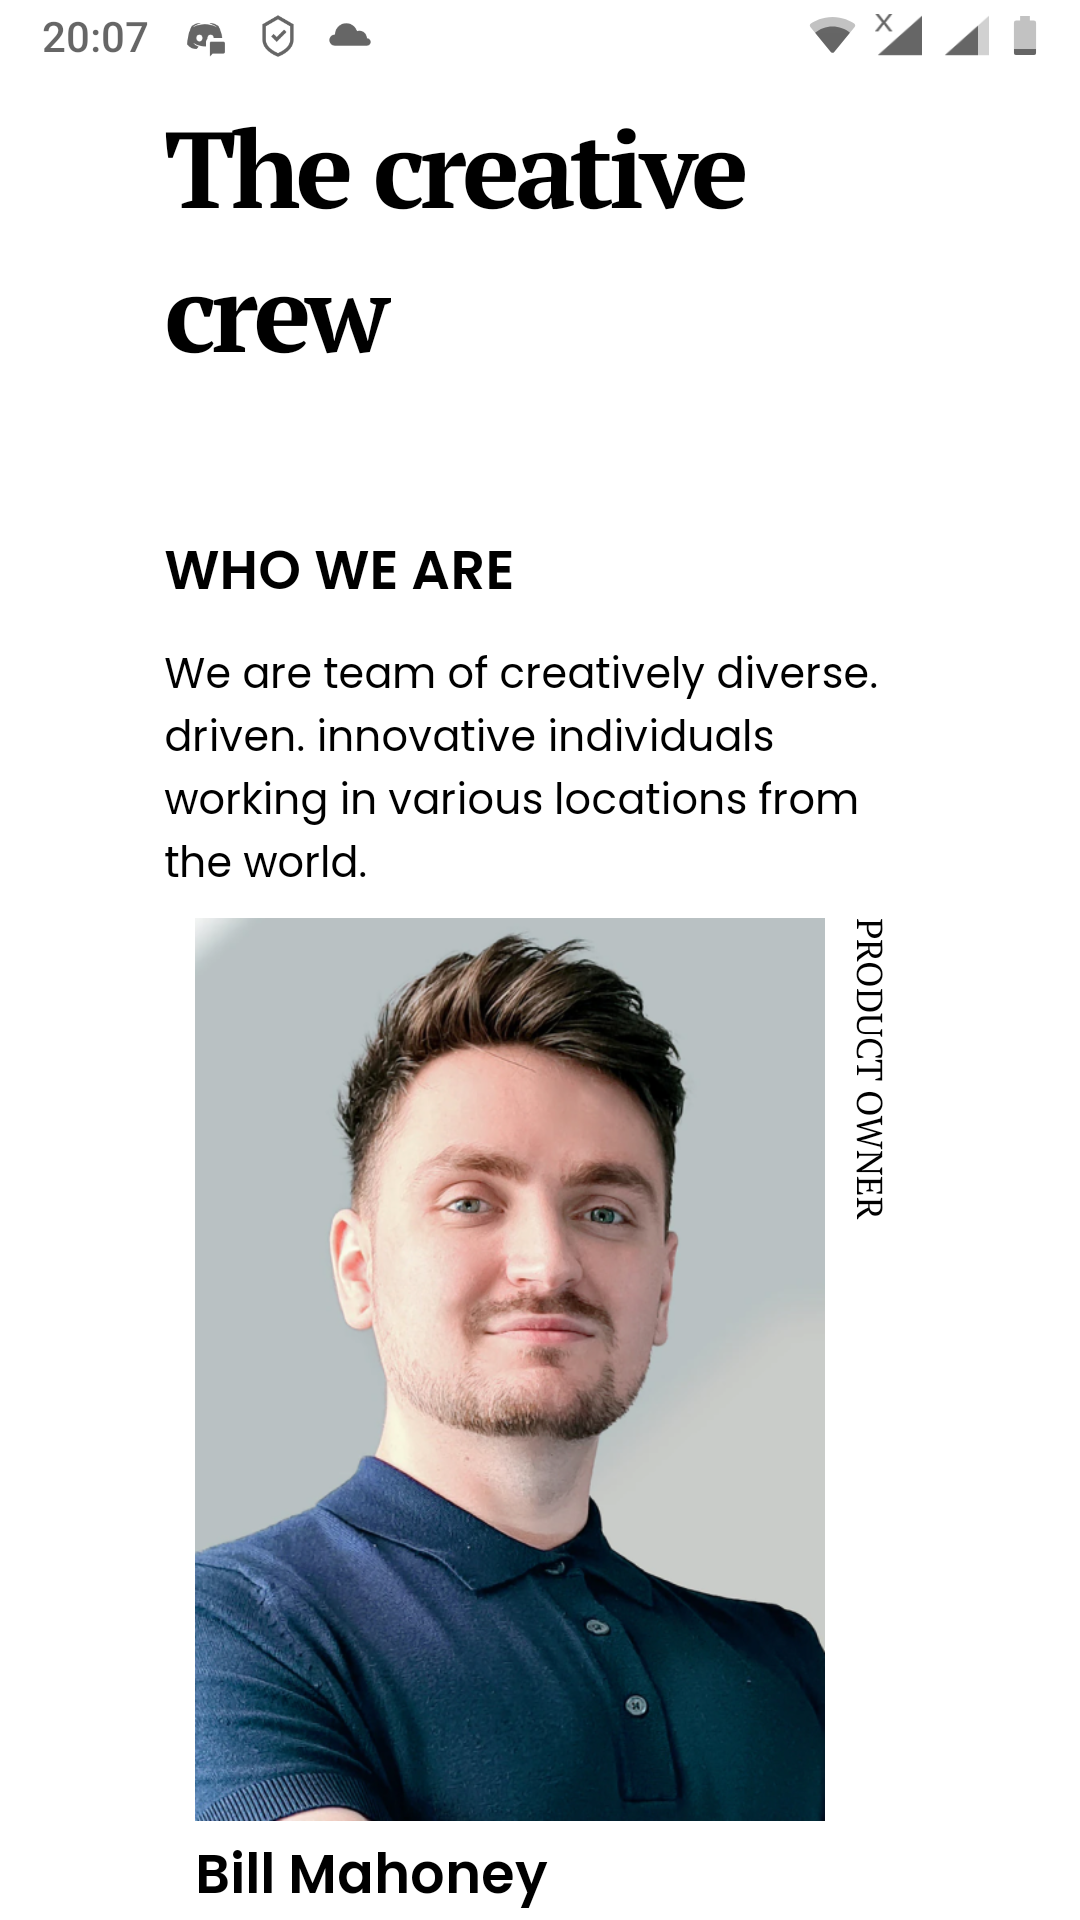 20:07
X
The creative
crew
WHO WE ARE
We are team of creatively diverse.
driven. innovative individuals
working in various locations from
the world.
PRODUCT OWNER
Bill Mahoney